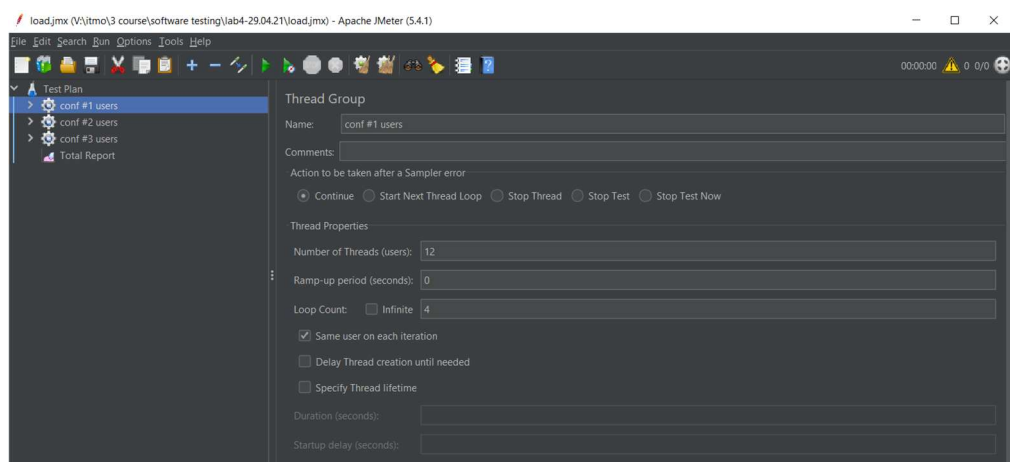 load.jmx (V:\itmo\3 course\software testing\lab4-29.04.21\load.jmx) - Apache JMeter (5.4.1)
File Edit Search Run Options Tools Help
00:00:00 0 0/0
Test Plan
conf #1 users
conf #2 users
conf #3 users
Total Report
Thread Group
Name: conf #1 users
Comments:
Action to be taken after a Sampler error
Continue Start Next Thread Loop Stop Thread Stop Test Stop Test Now
Thread Properties
Number of Threads (users): 12
Ramp-up period (seconds): 0
Loop Count: Infinite 4
Same user on each iteration
Delay Thread creation until needed
Specify Thread lifetime
Duration (seconds):
Startup delay (seconds):